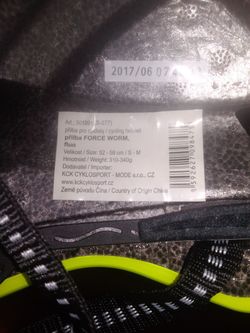 2017/06 07
přilba pro cyklisty / cycling helmet
přilba FORCE WORM,
fluo
Velikost / Size: 52 - 56 cm / S - M
Hmotnost / Weight: 310-340g
Dodavatel / Importer:
KCK CYKLOSPORT - MODE s.r.o., CZ
www.kckcyklosport.cz
Země původu Čína / Country of Origin China